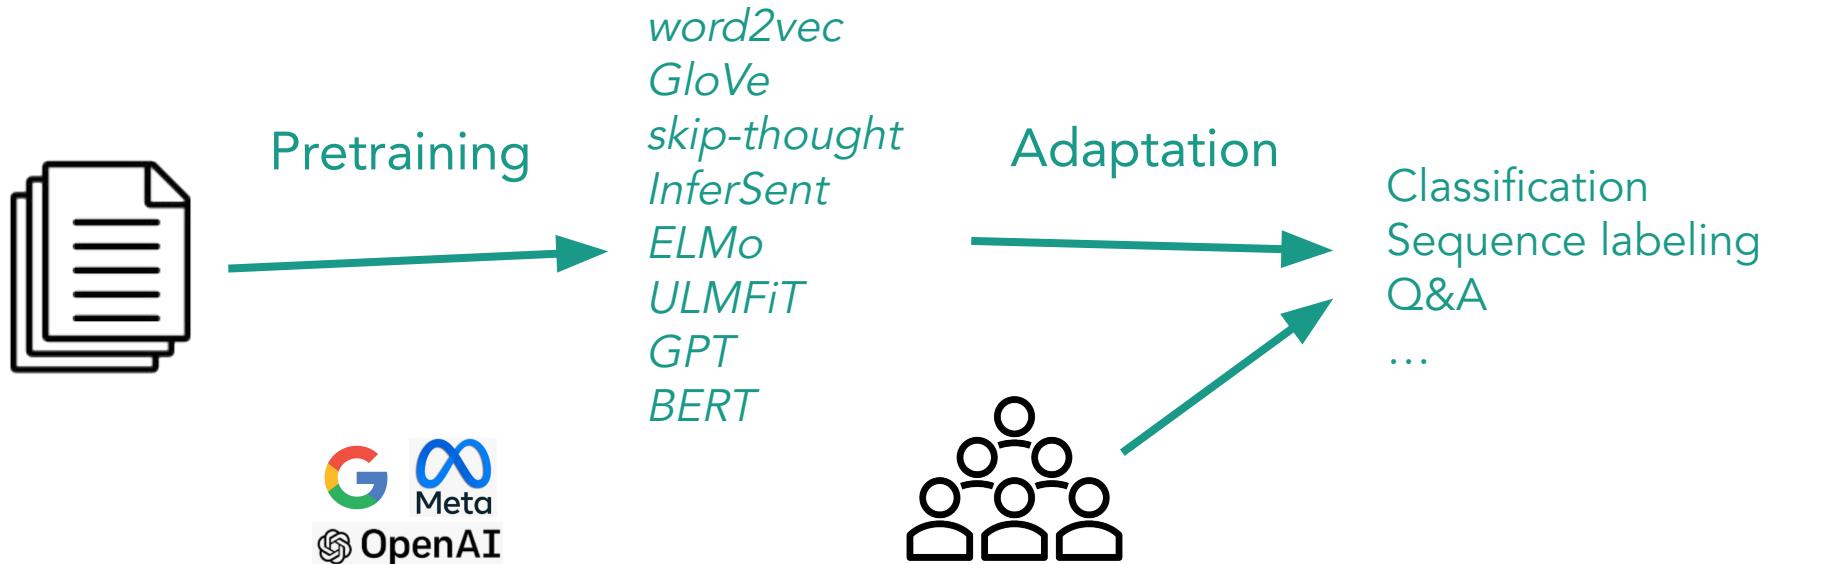 Pretraining
word2vec
GloVe
skip-thought
InferSent
ELMo
ULMFiT
GPT
BERT
Adaptation
Classification
Sequence labeling
Q&A
…
G
Meta
OpenAI